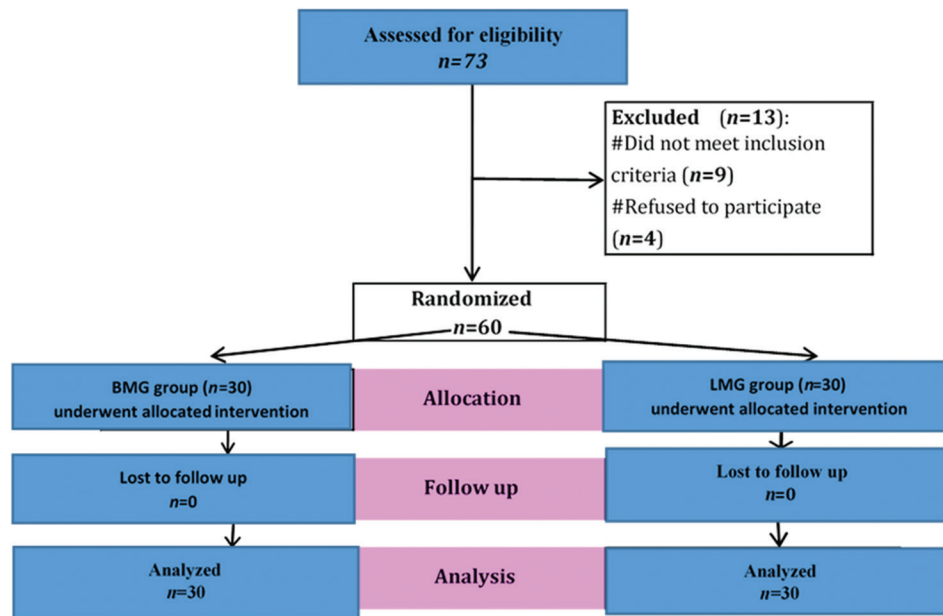 Assessed for eligibility
n=73
Excluded (n=13):
#Did not meet inclusion
criteria (n=9)
#Refused to participate
(n=4)
Randomized
n=60
BMG group (n=30)
underwent allocated intervention
Allocation
LMG group (n=30)
underwent allocated intervention
Lost to follow up
n=0
Follow up
Lost to follow up
n=0
Analyzed
n=30
Analysis
Analyzed
n=30